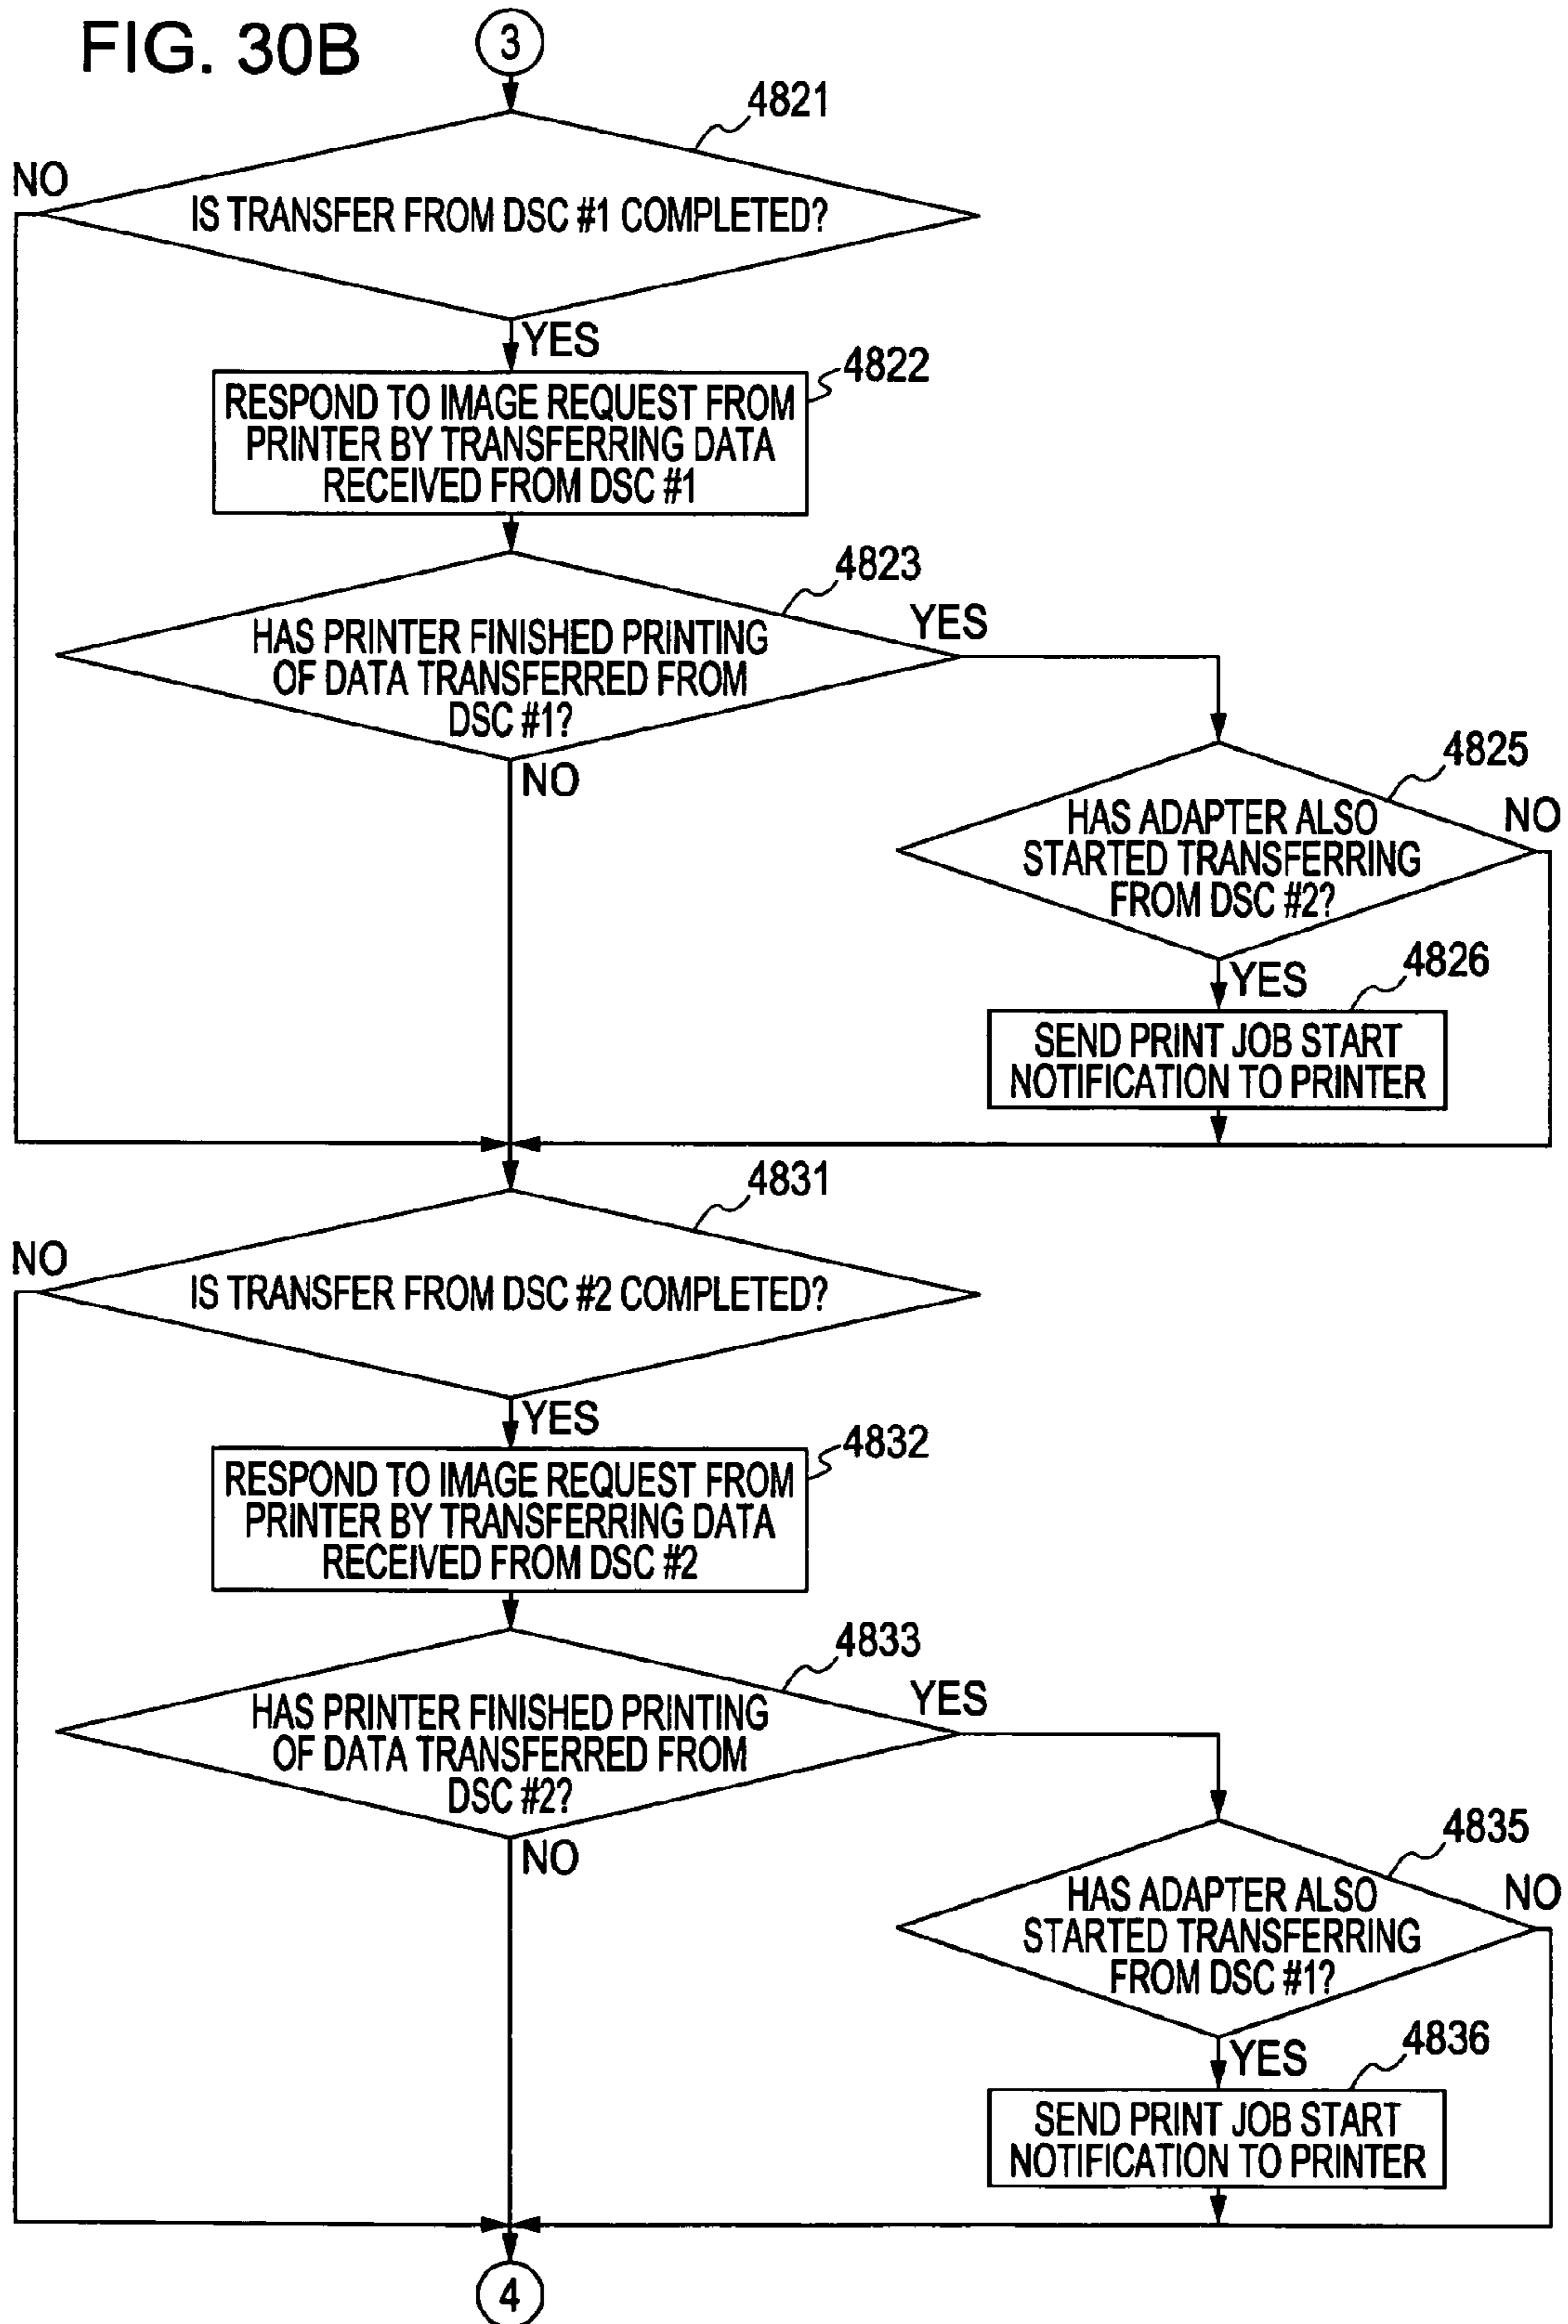 FIG. 30B
3
4821
NO
IS TRANSFER FROM DSC #1 COMPLETED?
YES
4822
RESPOND TO IMAGE REQUEST FROM
PRINTER BY TRANSFERRING DATA
RECEIVED FROM DSC #1
4823
YES
HAS PRINTER FINISHED PRINTING
OF DATA TRANSFERRED FROM
DSC #1?
NO
4825
NO
HAS ADAPTER ALSO
STARTED TRANSFERRING
FROM DSC #2?
YES
4826
SEND PRINT JOB START
NOTIFICATION TO PRINTER
4831
NO
IS TRANSFER FROM DSC #2 COMPLETED?
YES
4832
RESPOND TO IMAGE REQUEST FROM
PRINTER BY TRANSFERRING DATA
RECEIVED FROM DSC #2
4833
YES
HAS PRINTER FINISHED PRINTING
OF DATA TRANSFERRED FROM
DSC #2?
NO
4835
NO
HAS ADAPTER ALSO
STARTED TRANSFERRING
FROM DSC #1?
YES
4836
SEND PRINT JOB START
NOTIFICATION TO PRINTER
4